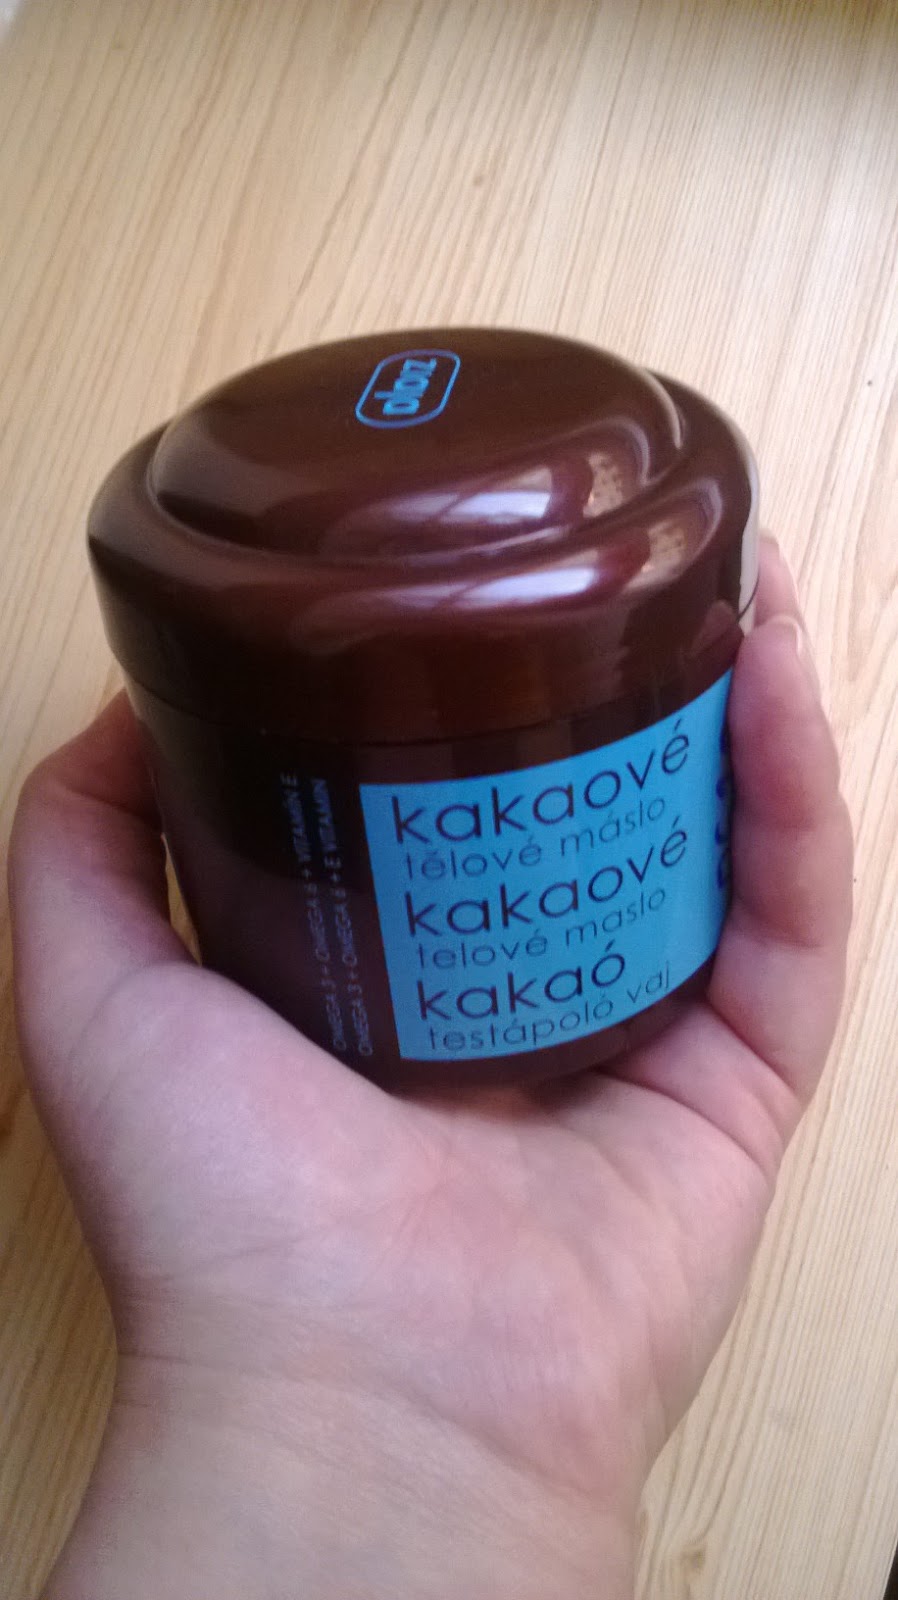 ziaja
kakaové
tělové máslo
kakaové
telové maslo
kakaó
testápoló vaj
OMEGA 3 + OMEGA 6 + VITAMÍN E
OMEGA 3 + OMEGA 6 + E VITAMIN